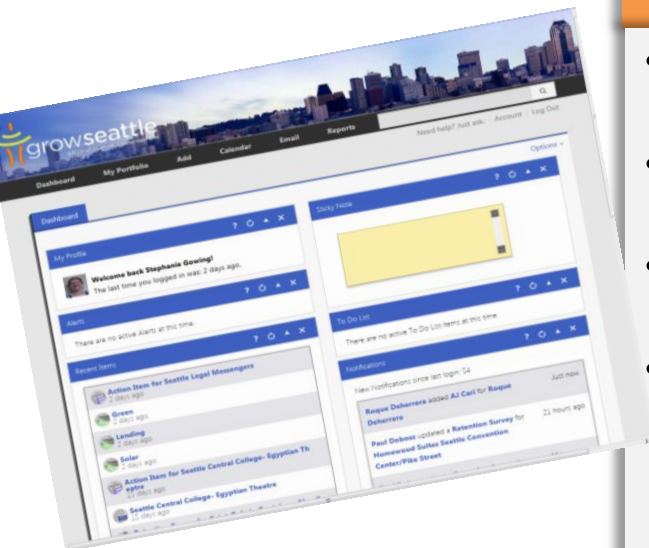 growseattle
Need help? Just ask. Account Log Out
Dashboard My Portfolio Add Calendar Email Reports
Options
Dashboard
My Profile
Welcome back Stephanie Gowing!
The last time you logged in was: 2 days ago.
Alerts
There are no active Alerts at this time.
Recent Items
Action Item for Seattle Legal Messengers
2 days ago
Green
2 days ago
Lending
2 days ago
Solar
2 days ago
Action Item for Seattle Central College- Egyptian Th
eatre
11 days ago
Seattle Central College- Egyptian Theatre
11 days ago
Sticky Note
To Do List
There are no active To Do List items at this time
Notifications
New Notifications since last login: 54
Roque Deherrera added AJ Cari for Roque
Deherrera
Just now
Paul Dobosz updated a Retention Survey for
Homewood Suites Seattle Convention
Center/Pike Street
21 hours ago